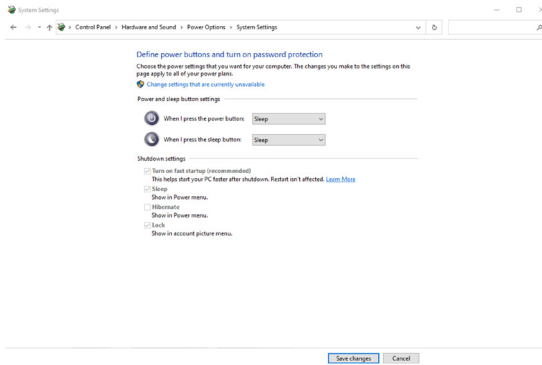 System Settings
Control Panel > Hardware and Sound > Power Options > System Settings
Define power buttons and turn on password protection
Choose the power settings that you want for your computer. The changes you make to the settings on this
page apply to all of your power plans.
Change settings that are currently unavailable
Power and sleep button settings
When I press the power button: Sleep
When I press the sleep button: Sleep
Shutdown settings
Turn on fast startup (recommended)
This helps start your PC faster after shutdown. Restart isn't affected. Learn More
Sleep
Show in Power menu.
Hibernate
Show in Power menu.
Lock
Show in account picture menu.
Save changes Cancel